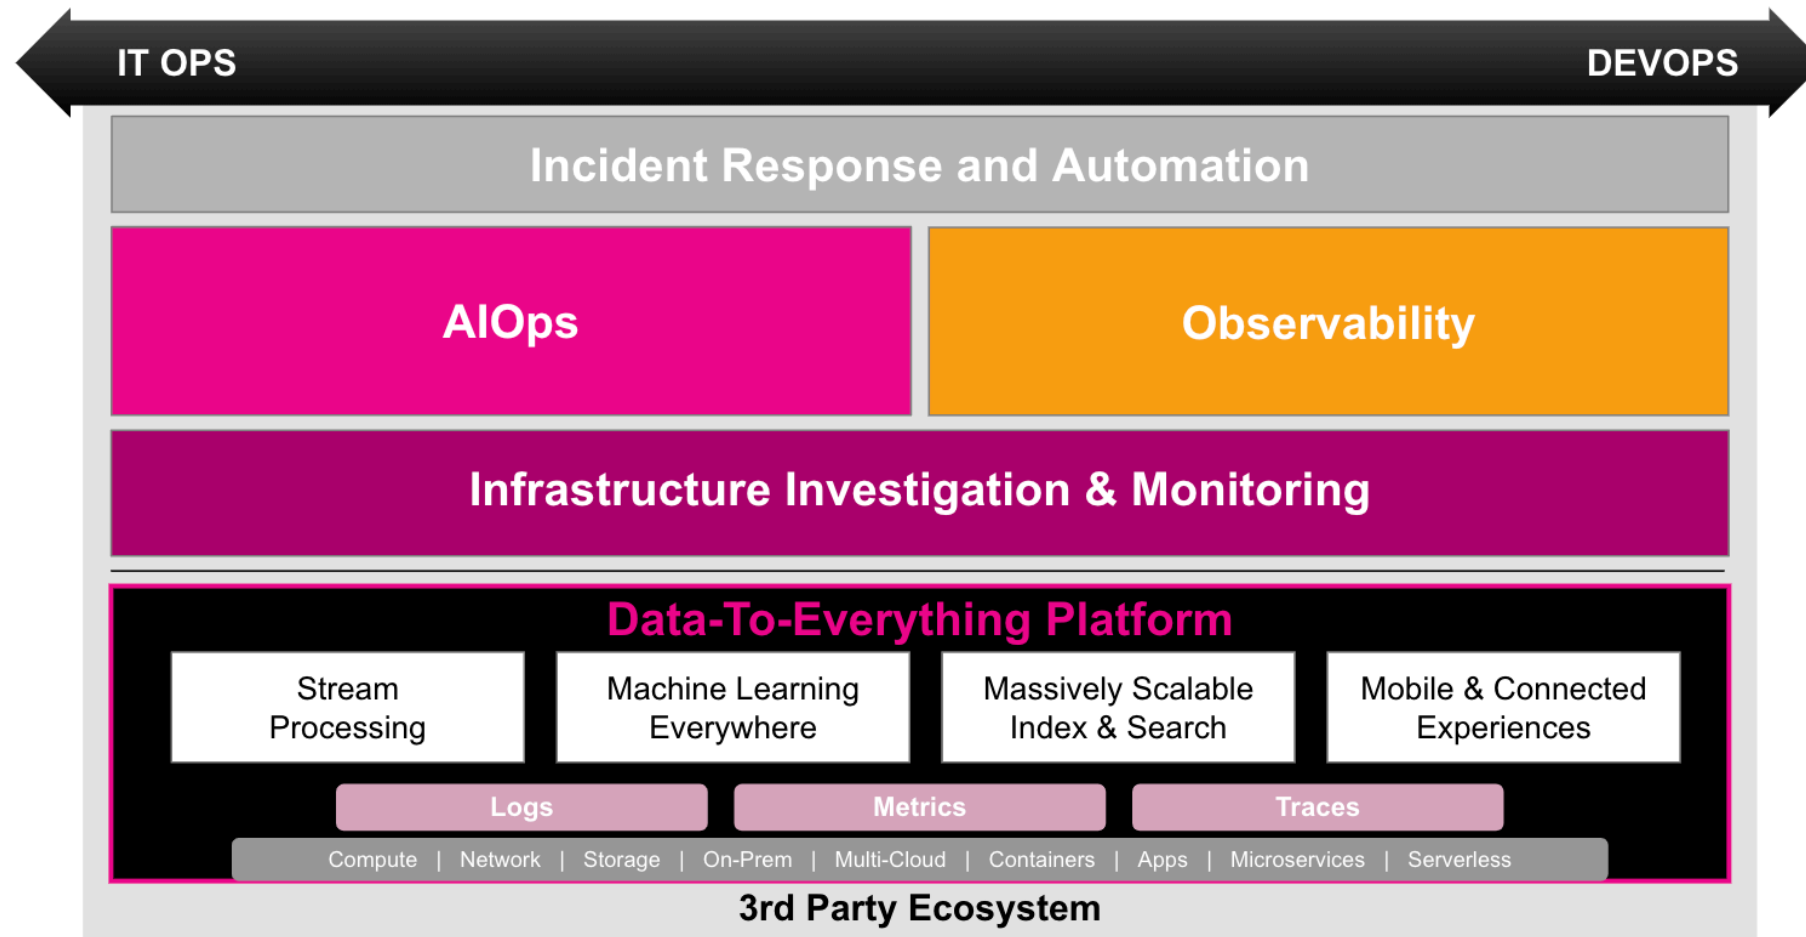 IT OPS
DEVOPS
Incident Response and Automation
AIOps
Observability
Infrastructure Investigation & Monitoring
Data-To-Everything Platform
Stream
Processing
Machine Learning
Everywhere
Massively Scalable
Index & Search
Mobile & Connected
Experiences
Logs
Metrics
Traces
Compute | Network | Storage | On-Prem | Multi-Cloud | Containers | Apps | Microservices | Serverless
3rd Party Ecosystem